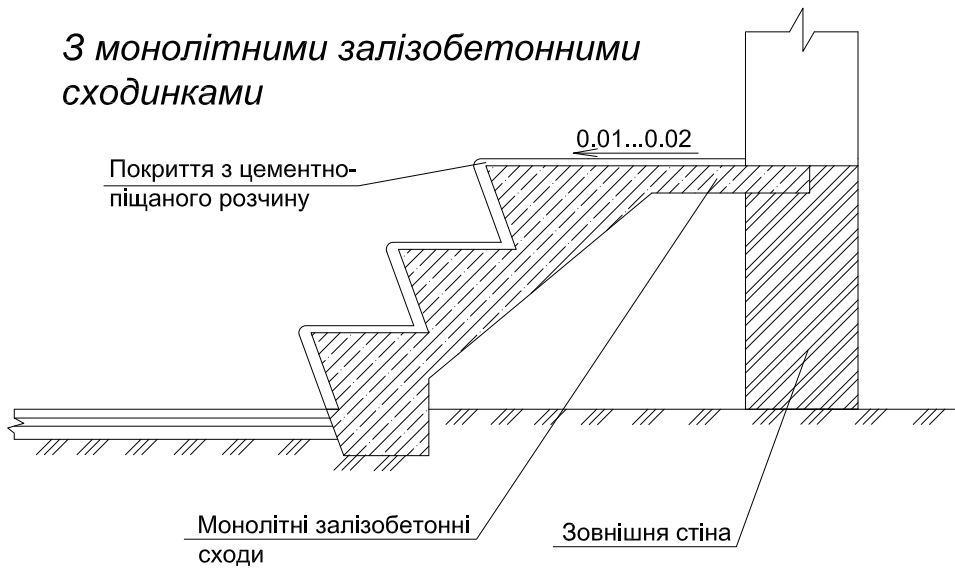 З монолітними залізобетонними
сходинками
0.01...0.02
Покриття з цементно-
піщаного розчину
Монолітні залізобетонні
сходи
Зовнішня стіна